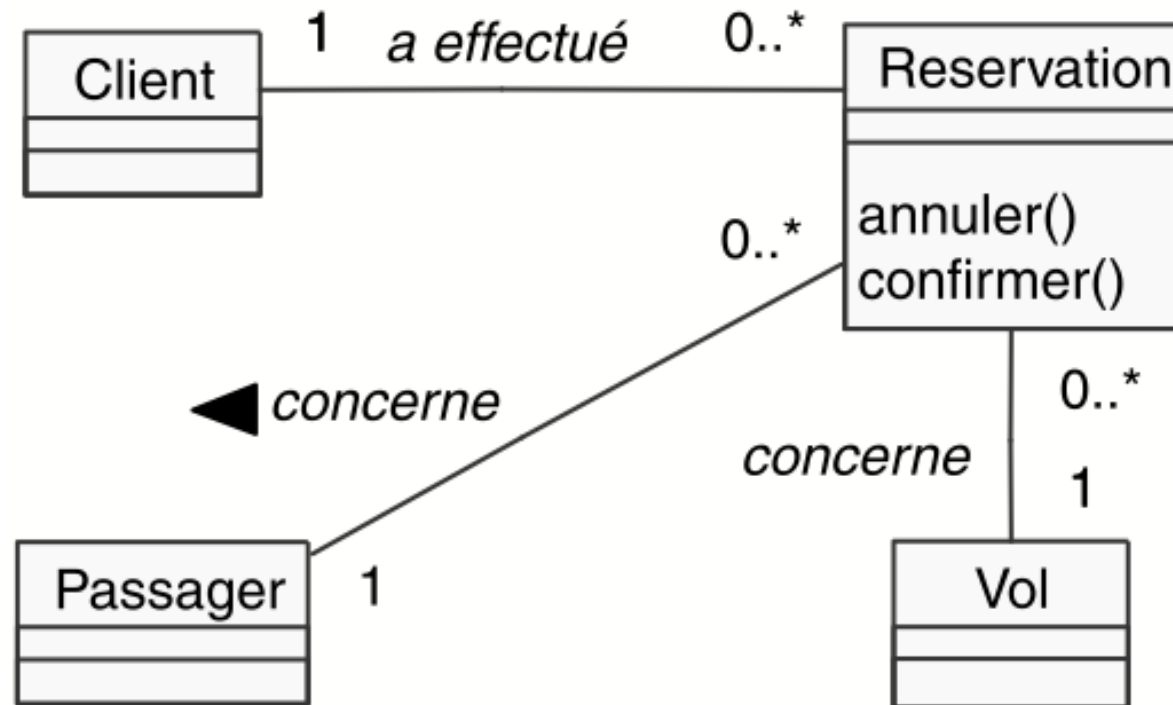 Client
1
a effectué
0..*
Reservation
annuler()
confirmer()
0..*
concerne
1
Passager
0..*
concerne
1
Vol